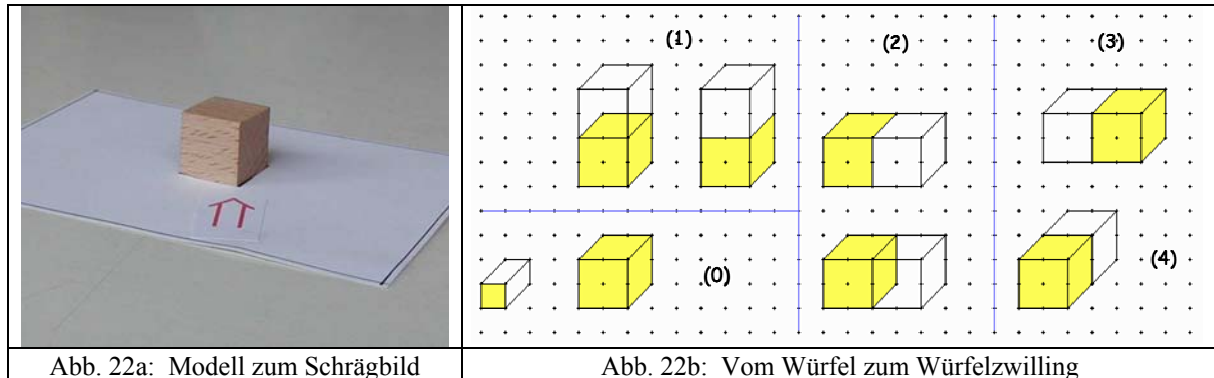 (1)
(2)
(3)
(0)
(4)
Abb. 22a: Modell zum Schrägbild
Abb. 22b: Vom Würfel zum Würfelzwilling